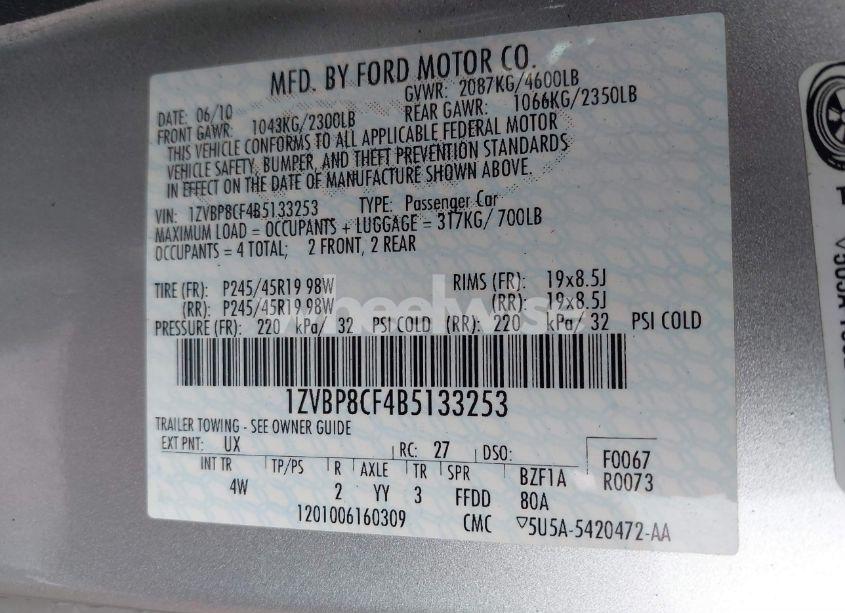 MFD. BY FORD MOTOR CO.
DATE: 06/10 GVWR: 2087KG/4600LB
FRONT GAWR: 1043KG/2300LB REAR GAWR: 1066KG/2350LB
THIS VEHICLE CONFORMS TO ALL APPLICABLE FEDERAL MOTOR
VEHICLE SAFETY, BUMPER, AND THEFT PREVENTION STANDARDS
IN EFFECT ON THE DATE OF MANUFACTURE SHOWN ABOVE.
VIN: 1ZVBP8CF4B5133253 TYPE: Passenger Car
MAXIMUM LOAD = OCCUPANTS + LUGGAGE = 317KG/ 700LB
OCCUPANTS = 4 TOTAL; 2 FRONT, 2 REAR
TIRE (FR): P245/45R19 98W RIMS (FR): 19x8.5J
(RR): P245/45R19 98W (RR): 19x8.5J
PRESSURE (FR): 220 kPa/ 32 PSI COLD (RR): 220 kPa/ 32 PSI COLD
1ZVBP8CF4B5133253
TRAILER TOWING - SEE OWNER GUIDE
EXT PNT: UX RC: 27 DSO: F0067
INT TR TP/PS R AXLE TR SPR BZF1A R0073
4W 2 YY 3 FFDD 80A
1201006160309 CMC ▽5U5A-5420472-AA